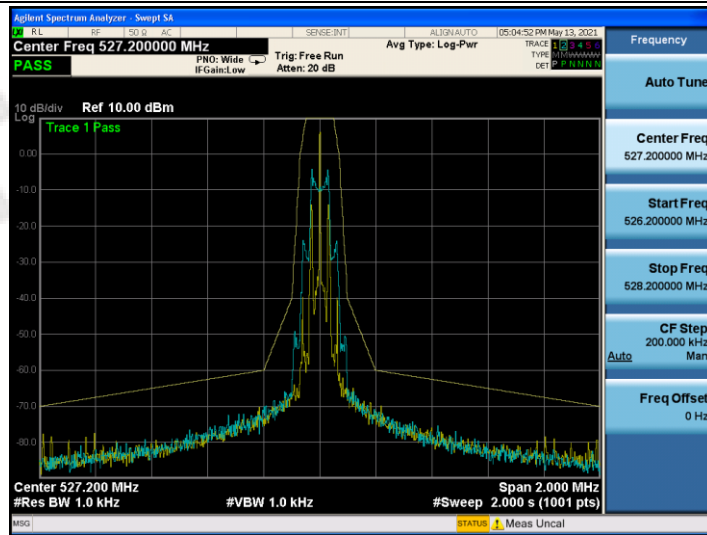 Agilent Spectrum Analyzer - Swept SA
RL RF 50 Ω AC SENSE:INT ALIGN AUTO 05:04:52 PM May 13, 2021
Center Freq 527.200000 MHz
PASS
PNO: Wide
IFGain:Low
Trig: Free Run
Atten: 20 dB
Avg Type: Log-Pwr
TRACE 1 2 3 4 5 6
TYPE
DET P P N N N N
10 dB/div Ref 10.00 dBm
Log
Trace 1 Pass
0.00
-10.0
-20.0
-30.0
-40.0
-50.0
-60.0
-70.0
-80.0
Center 527.200 MHz
Span 2.000 MHz
#Res BW 1.0 kHz
#VBW 1.0 kHz
#Sweep 2.000 s (1001 pts)
MSG
STATUS Meas Uncal
Frequency
Auto Tune
Center Freq
527.200000 MHz
Start Freq
526.200000 MHz
Stop Freq
528.200000 MHz
CF Step
200.000 kHz
Auto Man
Freq Offset
0 Hz